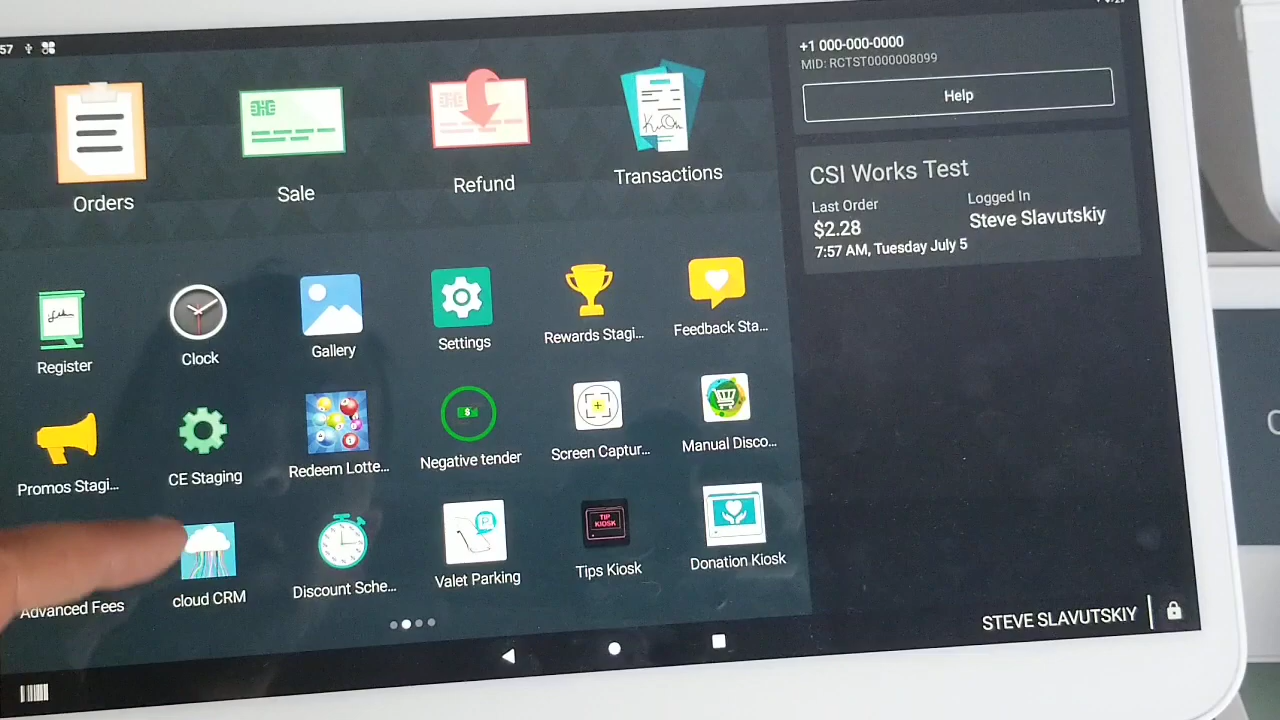 57
Orders
Sale
Refund
Transactions
Register
Clock
Gallery
Settings
Rewards Stagi...
Feedback Sta...
Promos Stagi...
CE Staging
Redeem Lotte...
Negative tender
Screen Captur...
Manual Disco...
Advanced Fees
cloud CRM
Discount Sche...
Valet Parking
TIP
KIOSK
Tips Kiosk
Donation Kiosk
+1 000-000-0000
MID: RCTST0000008099
Help
CSI Works Test
Last Order
Logged In
$2.28
Steve Slavutskiy
7:57 AM, Tuesday July 5
STEVE SLAVUTSKIY